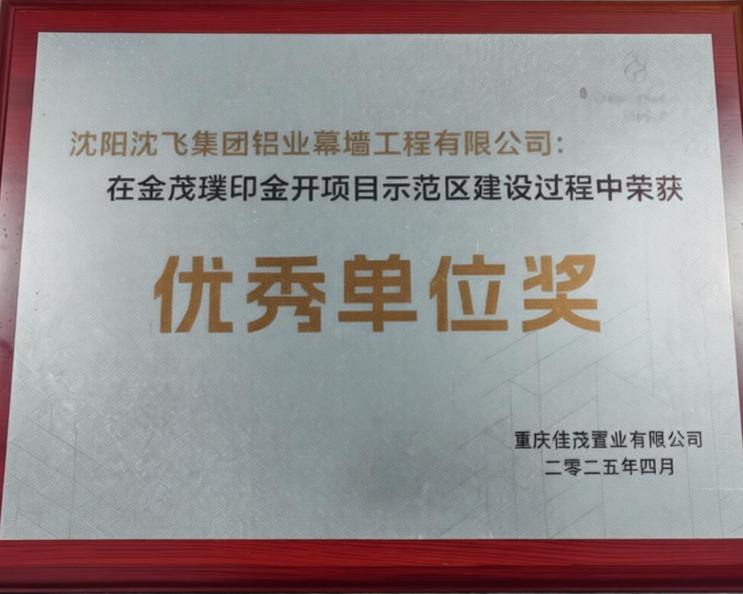 沈阳沈飞集团铝业幕墙工程有限公司：
在金茂璞印金开项目示范区建设过程中荣获
优秀单位奖
重庆佳茂置业有限公司
二零二五年四月